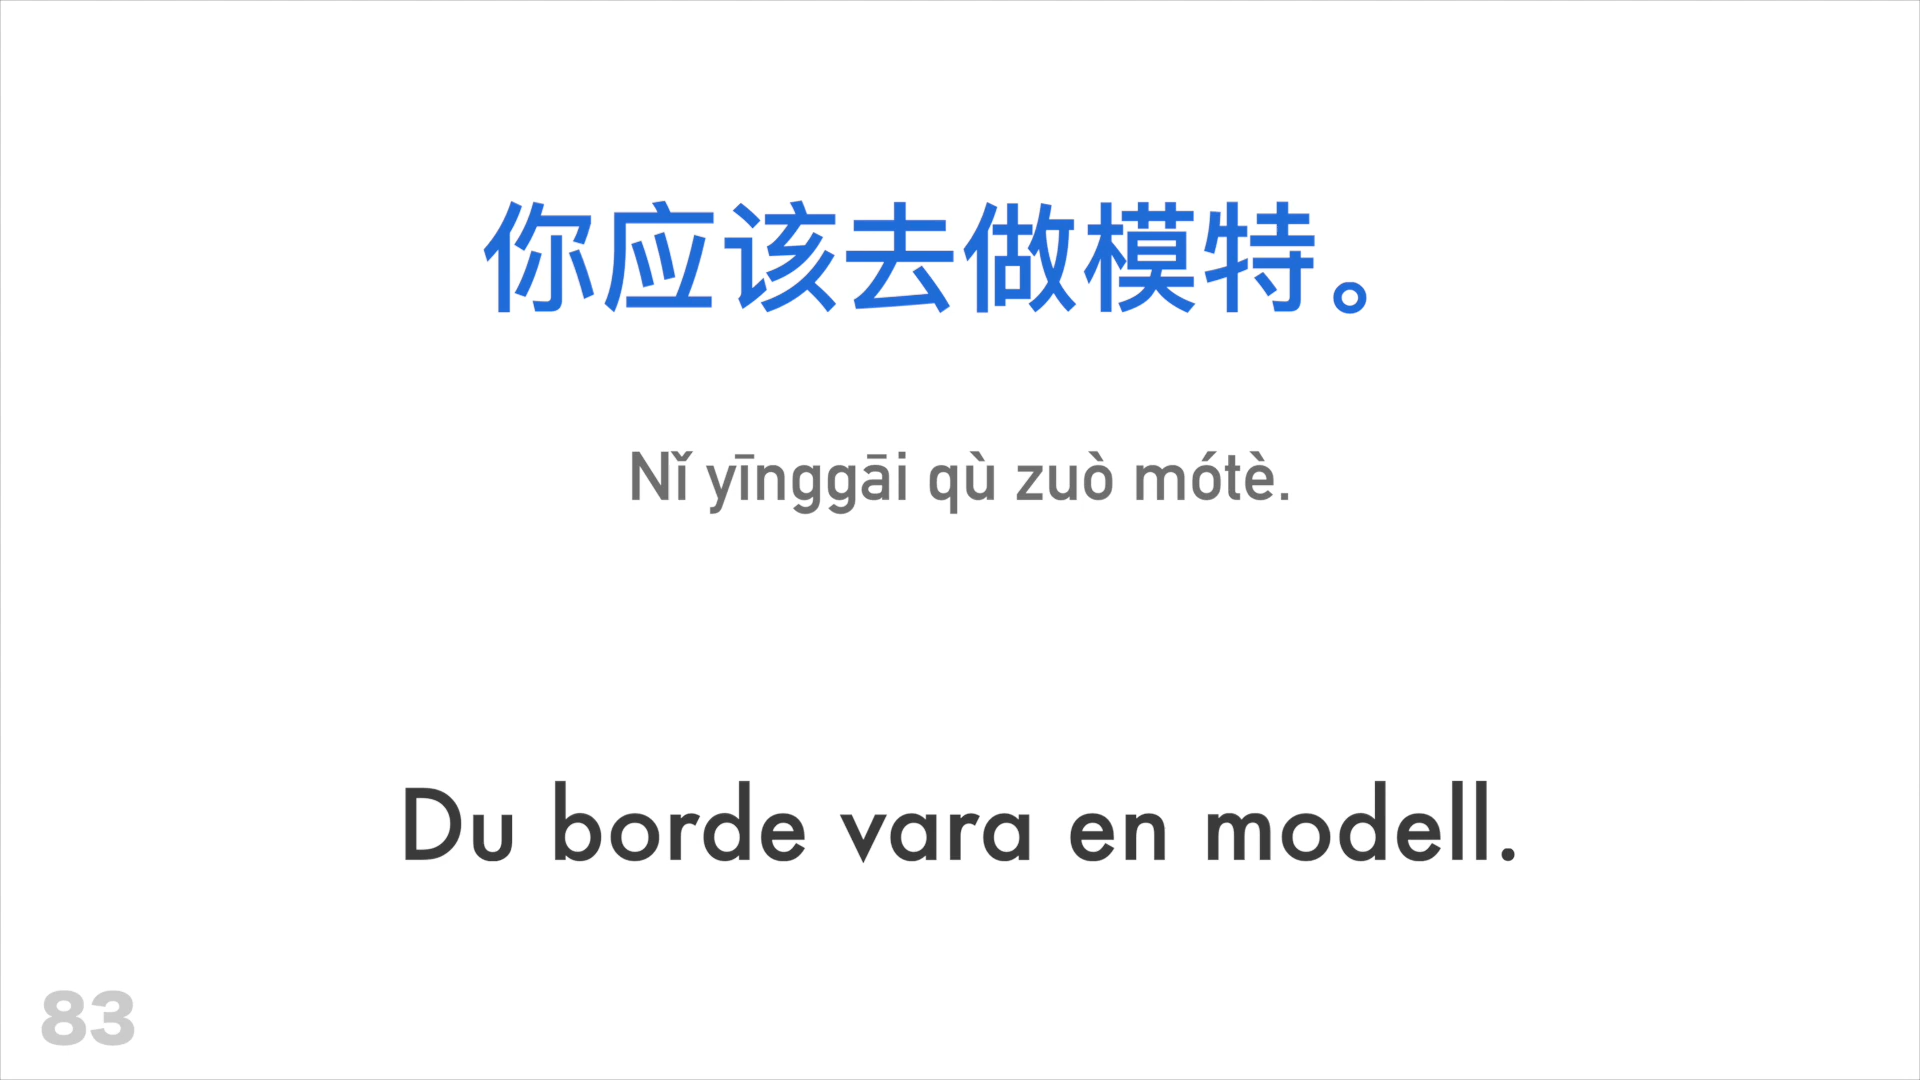 你应该去做模特。
Nǐ yīnggāi qù zuò mótè.
Du borde vara en modell.
83